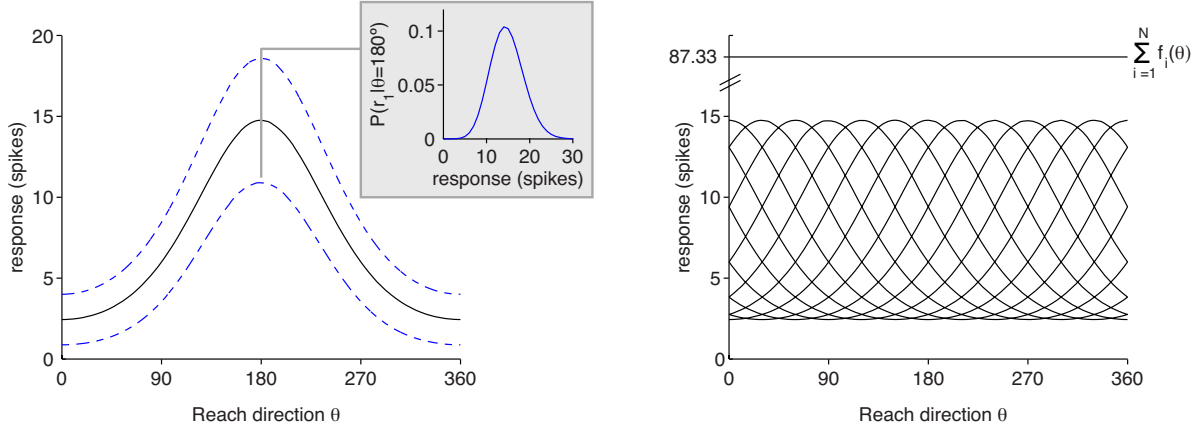 20
15
10
5
0
response (spikes)
0 90 180 270 360
Reach direction θ
0.1
0.05
0
P(r1|θ=180°)
0 10 20 30
response (spikes)
87.33
15
10
5
0
response (spikes)
0 90 180 270 360
Reach direction θ
N
Σ fi(θ)
i =1